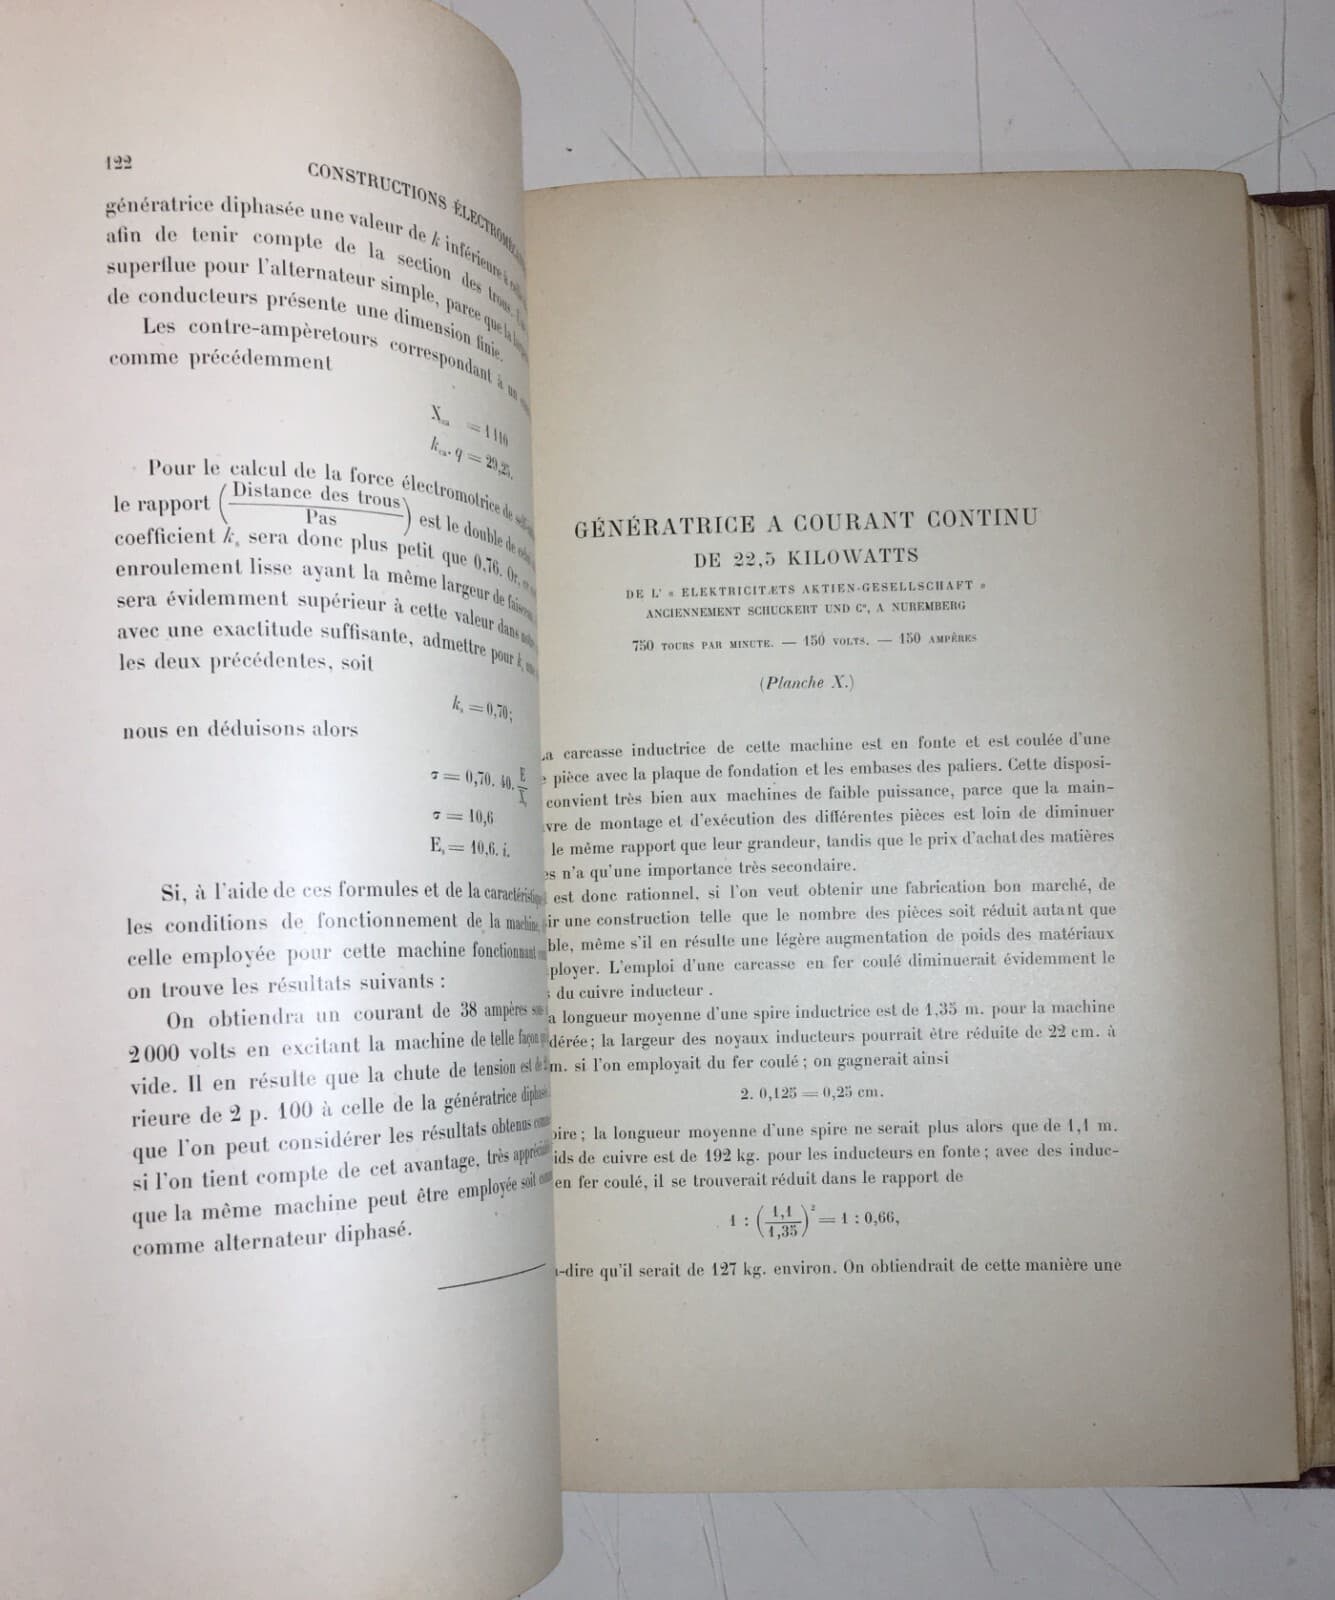 122
CONSTRUCTIONS
génératrice diphasée une valeur de k inférieure à
afin de tenir compte de la section des trous.
superflue pour l'alternateur simple, parce que la
de conducteurs présente une dimension finie.
Les contre-ampèretours correspondant à un
comme précédemment
= 1110
q = 29,25.
Pour le calcul de la force électromotrice de
le rapport (Distance des trous / Pas) est le double de
coefficient kₛ sera donc plus petit que 0,76. Or,
enroulement lisse ayant la même largeur de
sera évidemment supérieur à cette valeur dans
avec une exactitude suffisante, admettre pour kₛ
les deux précédentes, soit
kₛ = 0,70;
nous en déduisons alors
= 0,70. 40. E
= 10,6
Eₛ = 10,6. i.
Si, à l'aide de ces formules et de la
les conditions de fonctionnement de la machine,
celle employée pour cette machine fonctionnant
on trouve les résultats suivants :
On obtiendra un courant de 38 ampères
2 000 volts en excitant la machine de telle façon
vide. Il en résulte que la chute de tension est de
rieure de 2 p. 100 à celle de la génératrice
que l'on peut considérer les résultats obtenus
si l'on tient compte de cet avantage, très
que la même machine peut être employée soit
comme alternateur diphasé.
GÉNÉRATRICE A COURANT CONTINU
DE 22,5 KILOWATTS
DE L' « ELEKTRICITÆTS AKTIEN-GESELLSCHAFT »
ANCIENNEMENT SCHUCKERT UND Cº, A NUREMBERG
750 TOURS PAR MINUTE. — 150 VOLTS. — 150 AMPÈRES
(Planche X.)
a carcasse inductrice de cette machine est en fonte et est coulée d'une
pièce avec la plaque de fondation et les embases des paliers. Cette disposi-
convient très bien aux machines de faible puissance, parce que la main-
vre de montage et d'exécution des différentes pièces est loin de diminuer
le même rapport que leur grandeur, tandis que le prix d'achat des matières
es n'a qu'une importance très secondaire.
est donc rationnel, si l'on veut obtenir une fabrication bon marché, de
ir une construction telle que le nombre des pièces soit réduit autant que
ble, même s'il en résulte une légère augmentation de poids des matériaux
ployer. L'emploi d'une carcasse en fer coulé diminuerait évidemment le
du cuivre inducteur .
a longueur moyenne d'une spire inductrice est de 1,35 m. pour la machine
dérée; la largeur des noyaux inducteurs pourrait être réduite de 22 cm. à
m. si l'on employait du fer coulé; on gagnerait ainsi
2. 0,125 = 0,25 cm.
ire; la longueur moyenne d'une spire ne serait plus alors que de 1,1 m.
ids de cuivre est de 192 kg. pour les inducteurs en fonte; avec des induc-
en fer coulé, il se trouverait réduit dans le rapport de
1 : (1,1 / 1,35)² = 1 : 0,66,
-dire qu'il serait de 127 kg. environ. On obtiendrait de cette manière une